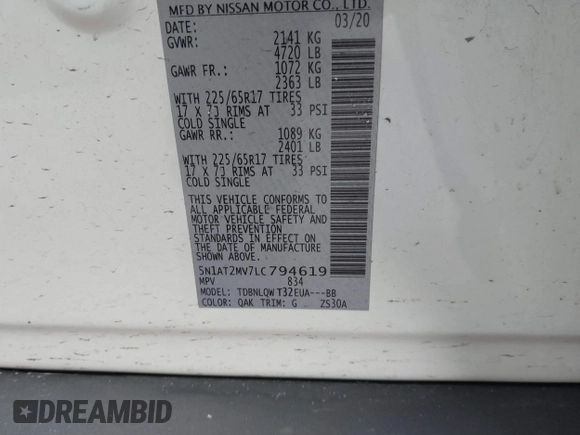 MFD BY NISSAN MOTOR CO., LTD.
DATE: 03/20
GVWR: 2141 KG
4720 LB
GAWR FR.: 1072 KG
2363 LB
WITH 225/65R17 TIRES
17 X 7J RIMS AT 33 PSI
COLD SINGLE
GAWR RR.: 1089 KG
2401 LB
WITH 225/65R17 TIRES
17 X 7J RIMS AT 33 PSI
COLD SINGLE
THIS VEHICLE CONFORMS TO
ALL APPLICABLE FEDERAL
MOTOR VEHICLE SAFETY AND
THEFT PREVENTION
STANDARDS IN EFFECT ON
THE DATE OF MANUFACTURE
SHOWN ABOVE.
5N1AT2MV7LC794619
MPV 834
MODEL: TDBNLQW T32EUA---BB
COLOR: QAK TRIM: G ZS30A
DREAMBID